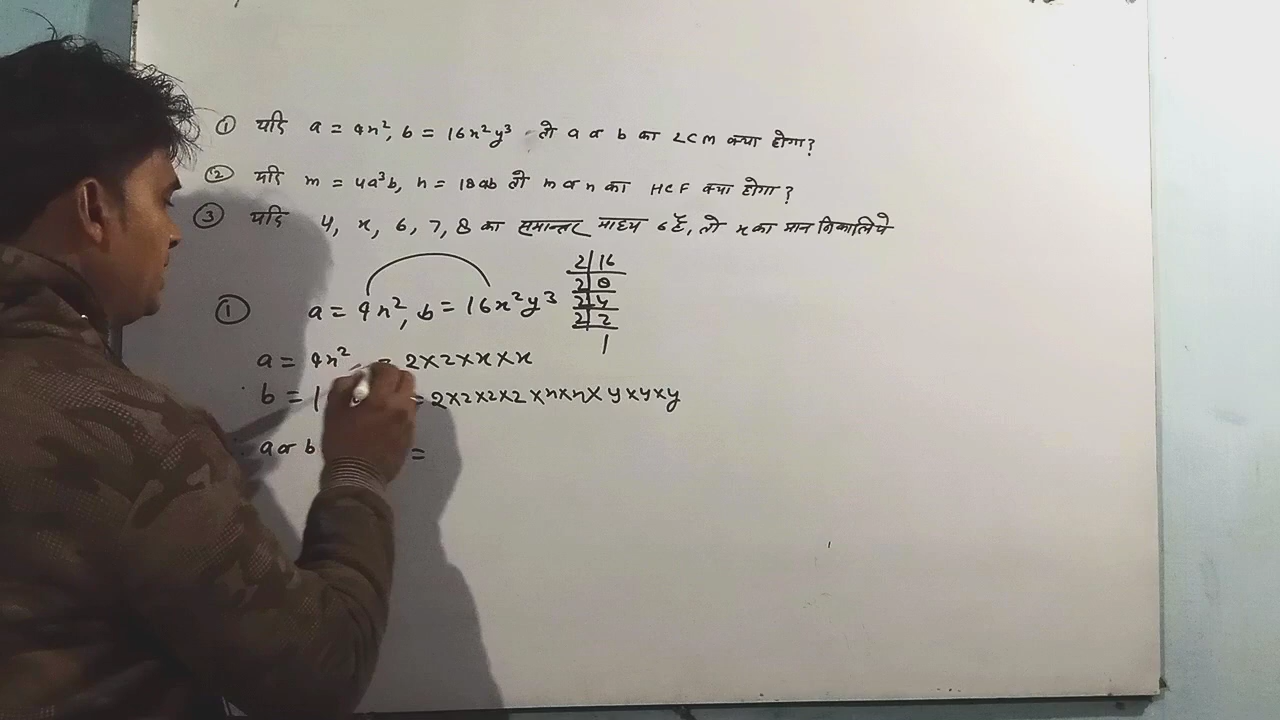 ① यदि a = 4x², b = 16x²y³ तो a व b का LCM क्या होगा?
② यदि m = 4a³b, n = 18ab तो m व n का HCF क्या होगा?
③ यदि 4, x, 6, 7, 8 का समान्तर माध्य 6 है, तो x का मान निकालिये
① a = 4x², b = 16x²y³
2|16
2|8
2|4
2|2
1
a = 4x² = 2×2×x×x
b = 1 = 2×2×2×2×x×x×y×y×y
a व b =